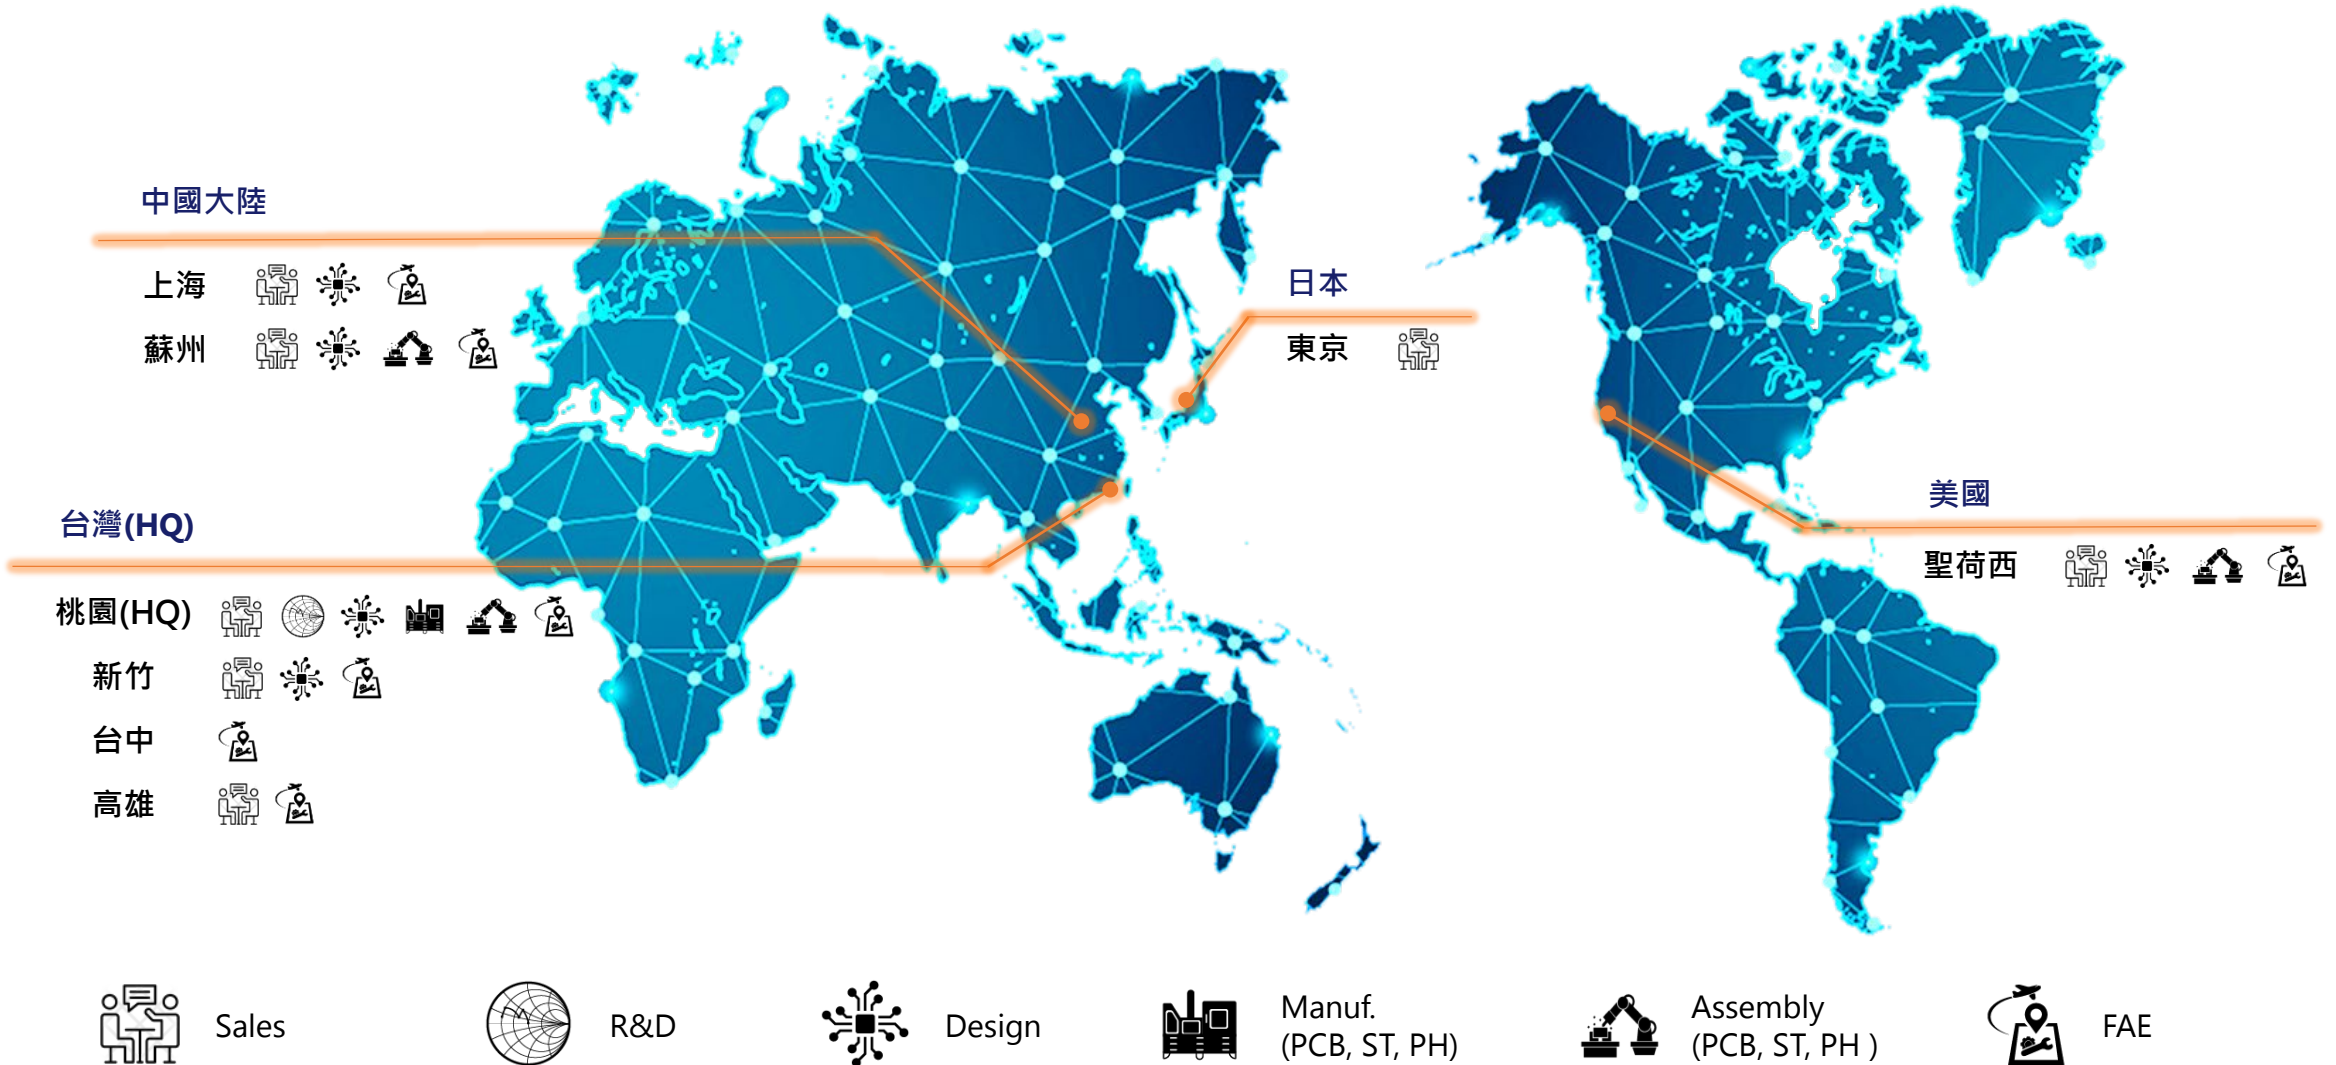 中國大陸
上海
蘇州
日本
東京
台灣(HQ)
桃園(HQ)
新竹
台中
高雄
美國
聖荷西
Sales
R&D
Design
Manuf.
(PCB, ST, PH)
Assembly
(PCB, ST, PH )
FAE